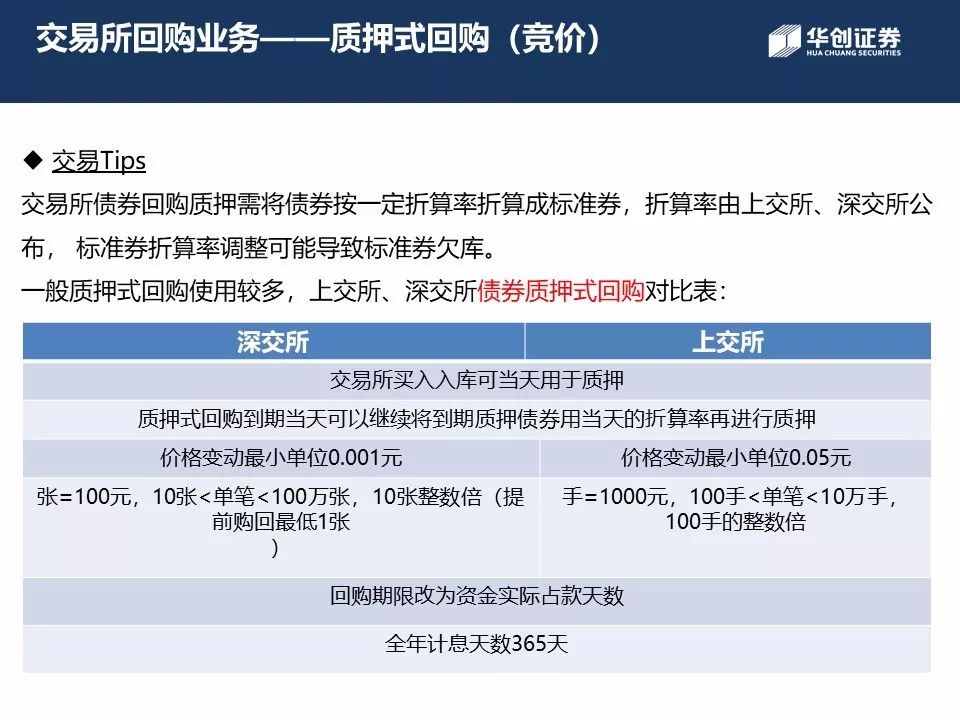 交易所回购业务——质押式回购（竞价）
华创证券
HUA CHUANG SECURITIES
◆ 交易Tips
交易所债券回购质押需将债券按一定折算率折算成标准券，折算率由上交所、深交所公
布， 标准券折算率调整可能导致标准券欠库。
一般质押式回购使用较多，上交所、深交所债券质押式回购对比表：
深交所 上交所
交易所买入入库可当天用于质押
质押式回购到期当天可以继续将到期质押债券用当天的折算率再进行质押
价格变动最小单位0.001元 价格变动最小单位0.05元
张=100元，10张<单笔<100万张，10张整数倍（提
前购回最低1张
）
手=1000元，100手<单笔<10万手，
100手的整数倍
回购期限改为资金实际占款天数
全年计息天数365天